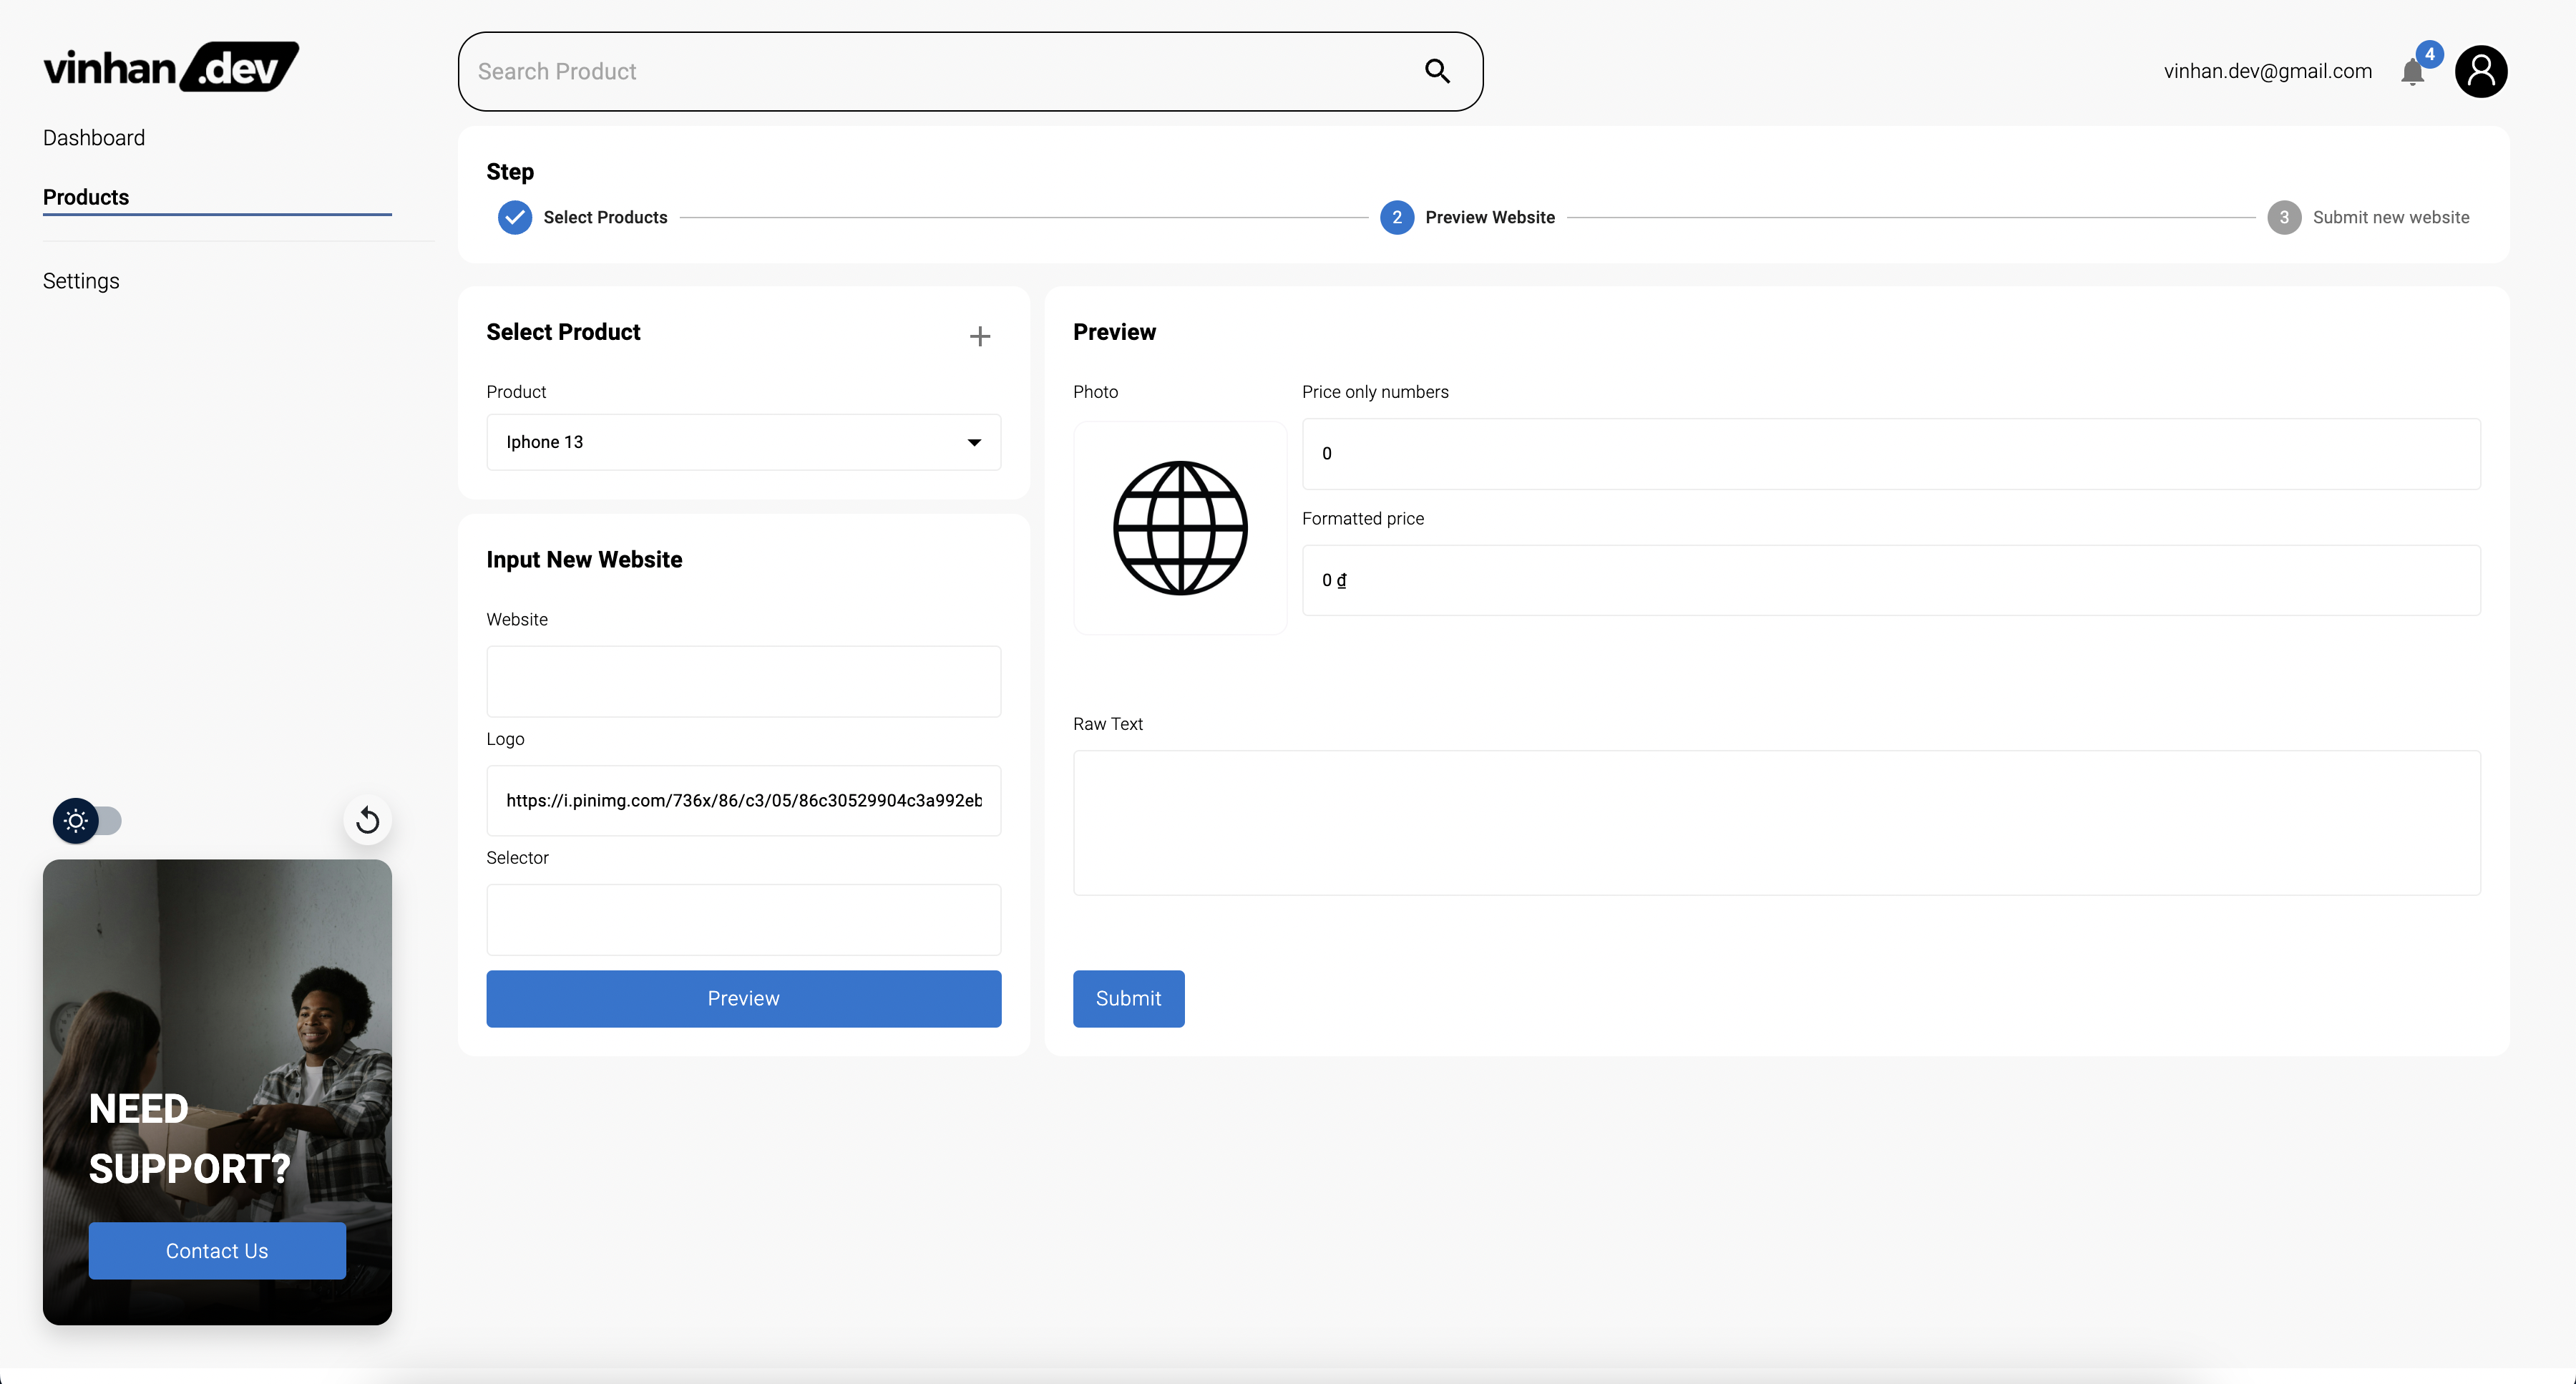 vinhan.dev
Search Product
vinhan.dev@gmail.com
4
Dashboard
Products
Settings
Step
Select Products
2 Preview Website
3 Submit new website
Select Product
Product
Iphone 13
Input New Website
Website
Logo
https://i.pinimg.com/736x/86/c3/05/86c30529904c3a992eb
Selector
Preview
Preview
Photo
Price only numbers
0
Formatted price
0 ₫
Raw Text
Submit
NEED
SUPPORT?
Contact Us